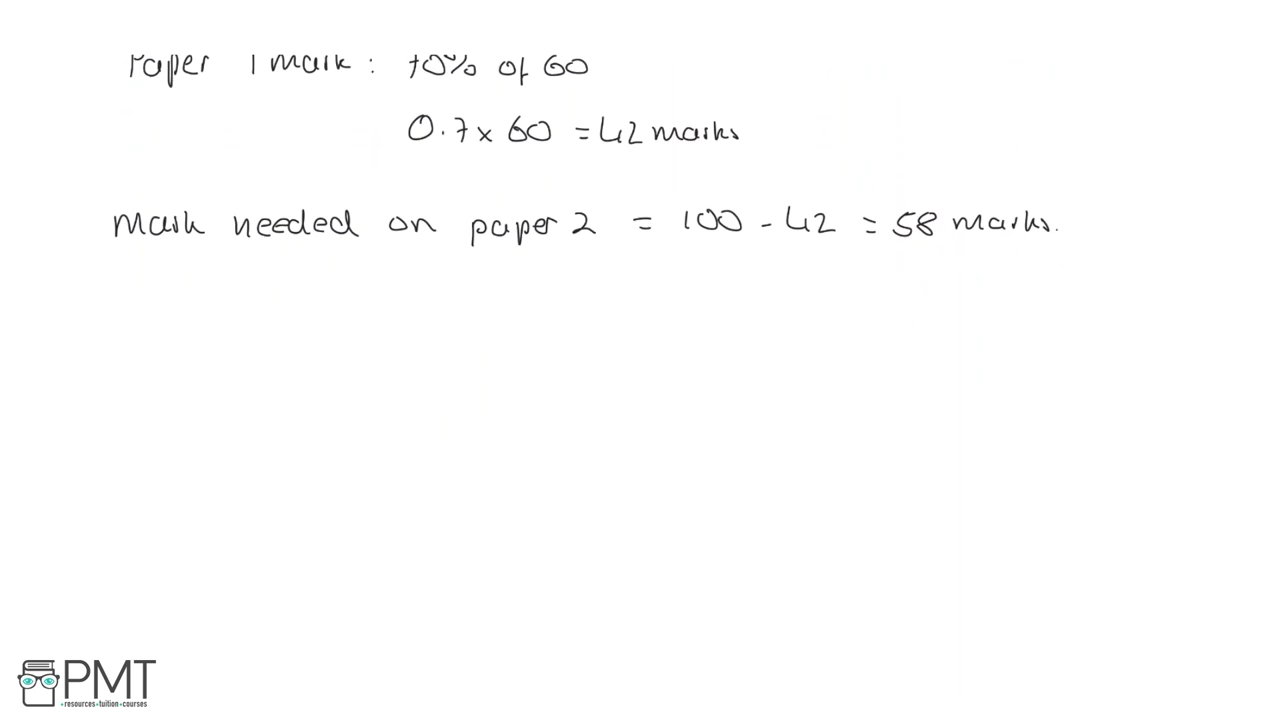 Paper 1 mark : 70% of 60
0.7 x 60 = 42 marks
mark needed on paper 2 = 100 - 42 = 58 marks.
PMT
•resources•tuition•courses